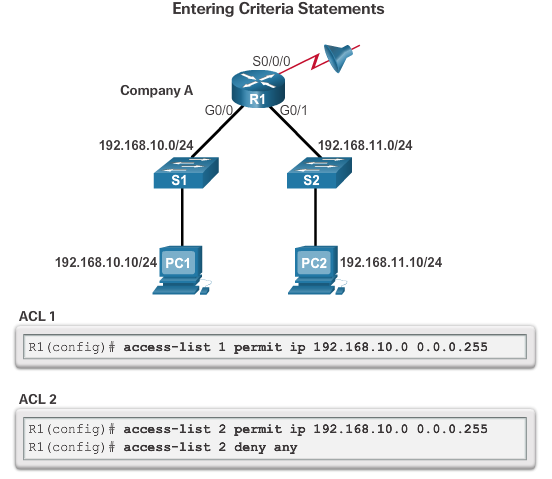 Entering Criteria Statements
S0/0/0
Company A
R1
G0/0
G0/1
192.168.10.0/24
192.168.11.0/24
S1
S2
192.168.10.10/24
PC1
PC2
192.168.11.10/24
ACL 1
R1(config)# access-list 1 permit ip 192.168.10.0 0.0.0.255
ACL 2
R1(config)# access-list 2 permit ip 192.168.10.0 0.0.0.255
R1(config)# access-list 2 deny any